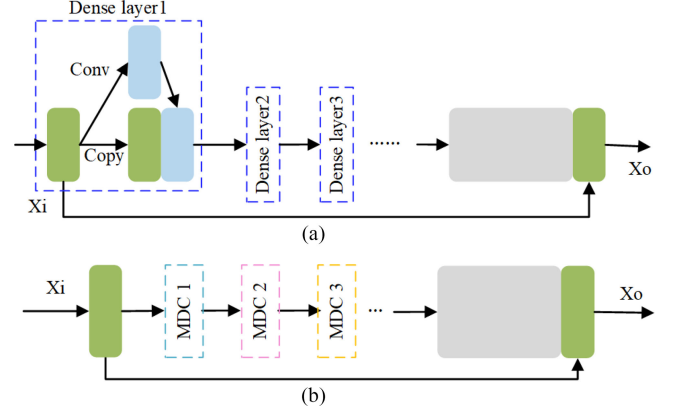 Dense layer1
Conv
Copy
Dense layer2
Dense layer3
......
Xi
Xo
(a)
Xi
MDC 1
MDC 2
MDC 3
...
Xo
(b)